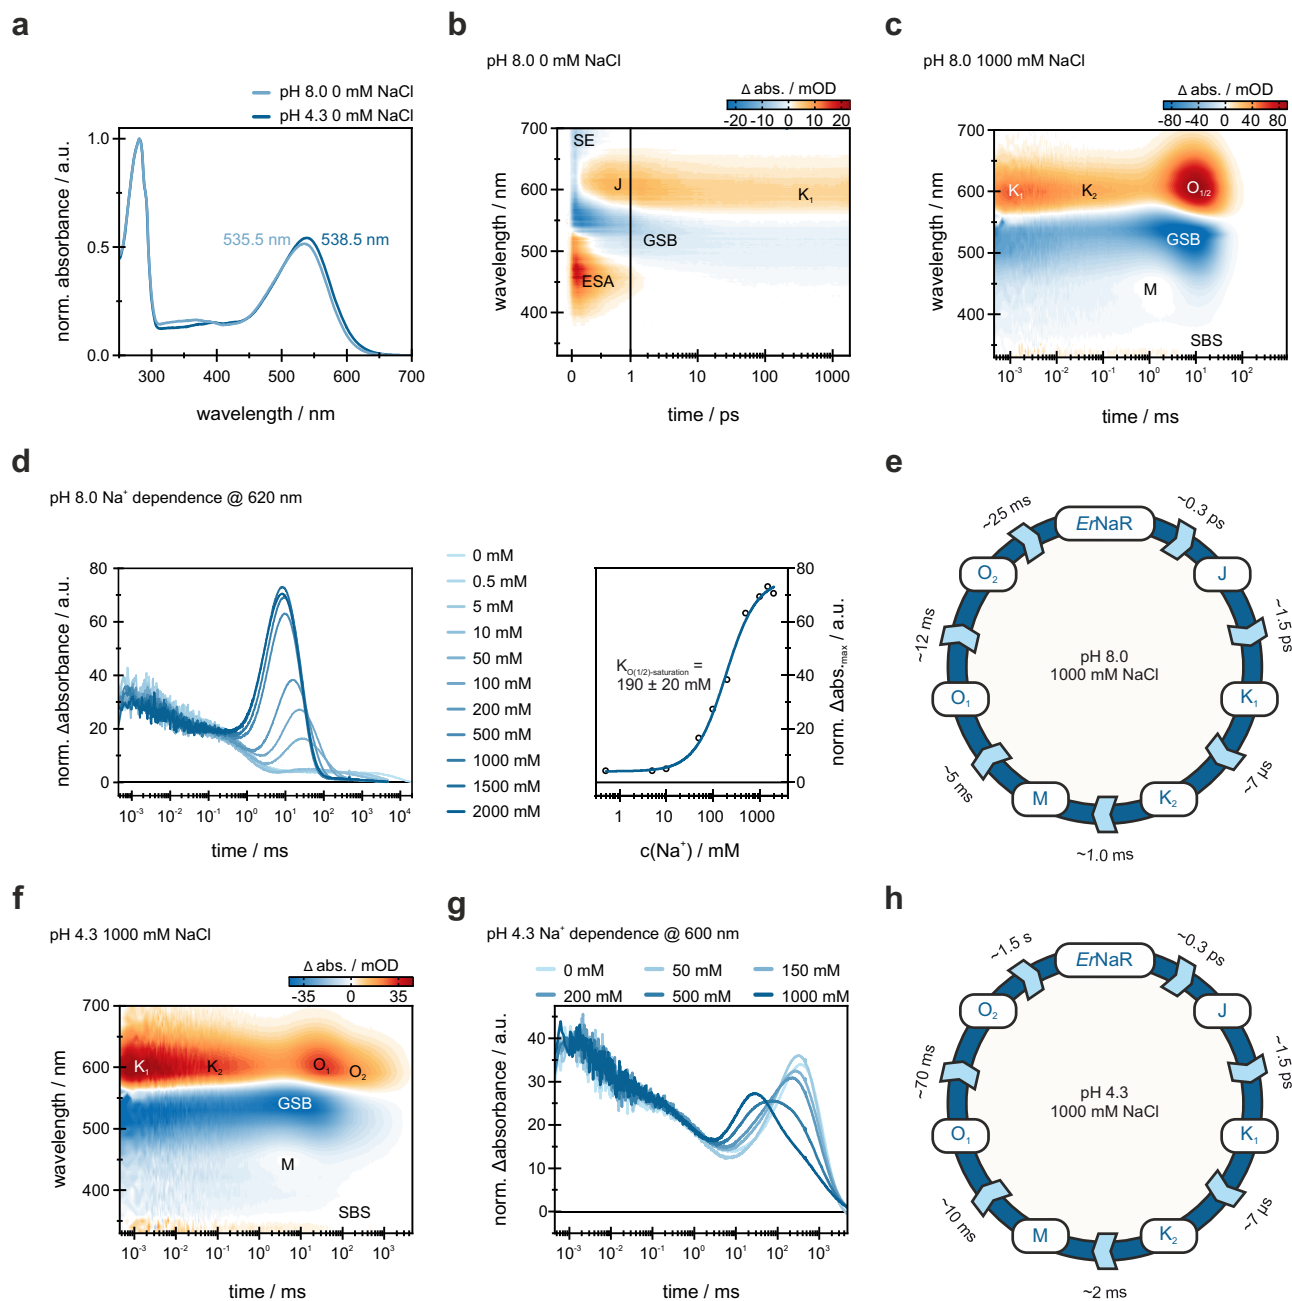 a
pH 8.0 0 mM NaCl
pH 4.3 0 mM NaCl
1.0
0.5
0.0
535.5 nm
538.5 nm
300 400 500 600 700
norm. absorbance / a.u.
wavelength / nm
b
pH 8.0 0 mM NaCl
Δ abs. / mOD
-20 -10 0 10 20
700
600
500
400
SE
J
K₁
GSB
ESA
0 1 10 100 1000
wavelength / nm
time / ps
c
pH 8.0 1000 mM NaCl
Δ abs. / mOD
-80 -40 0 40 80
700
600
500
400
K₁
K₂
O₁/₂
GSB
M
SBS
10⁻³ 10⁻² 10⁻¹ 10⁰ 10¹ 10²
wavelength / nm
time / ms
d
pH 8.0 Na⁺ dependence @ 620 nm
80
60
40
20
0
10⁻³ 10⁻² 10⁻¹ 10⁰ 10¹ 10² 10³ 10⁴
norm. Δabsorbance / a.u.
time / ms
0 mM
0.5 mM
5 mM
10 mM
50 mM
100 mM
200 mM
500 mM
1000 mM
1500 mM
2000 mM
K O(1/2)-saturation =
190 ± 20 mM
80
60
40
20
0
1 10 100 1000
norm. Δabs.max / a.u.
c(Na⁺) / mM
e
ErNaR
~0.3 ps
J
~1.5 ps
K₁
~7 µs
K₂
~1.0 ms
M
~5 ms
O₁
~12 ms
O₂
~25 ms
pH 8.0
1000 mM NaCl
f
pH 4.3 1000 mM NaCl
Δ abs. / mOD
-35 0 35
700
600
500
400
K₁
K₂
O₁
O₂
GSB
M
SBS
10⁻³ 10⁻² 10⁻¹ 10⁰ 10¹ 10² 10³
wavelength / nm
time / ms
g
pH 4.3 Na⁺ dependence @ 600 nm
0 mM 50 mM 150 mM
200 mM 500 mM 1000 mM
40
30
20
10
0
10⁻³ 10⁻² 10⁻¹ 10⁰ 10¹ 10² 10³
norm. Δabsorbance / a.u.
time / ms
h
ErNaR
~0.3 ps
J
~1.5 ps
K₁
~7 µs
K₂
~2 ms
M
~10 ms
O₁
~70 ms
O₂
~1.5 s
pH 4.3
1000 mM NaCl